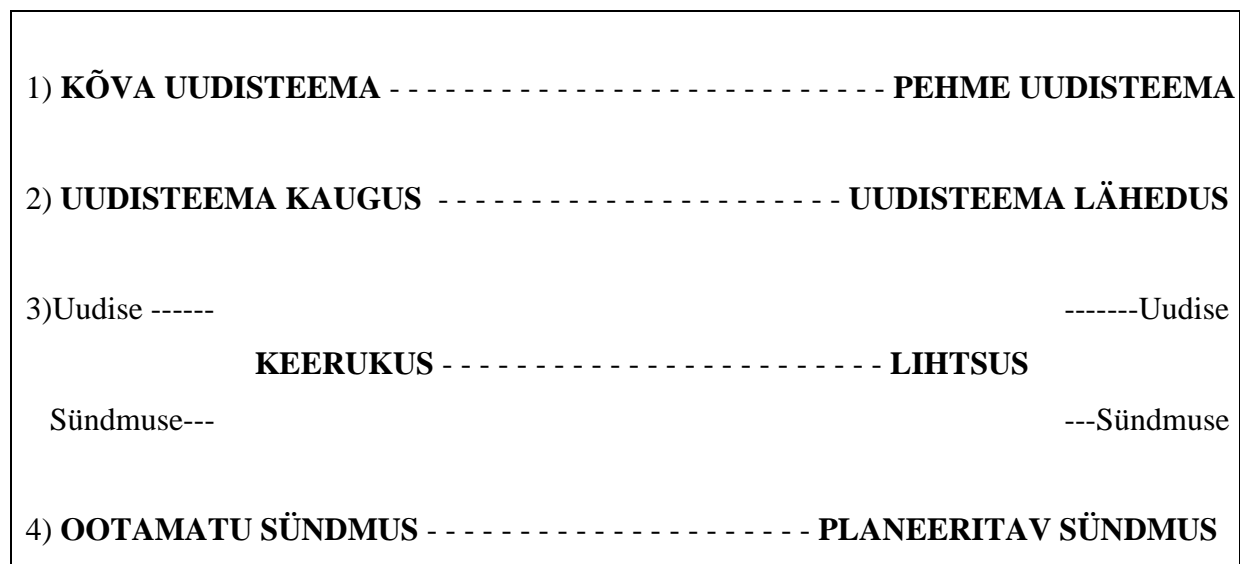 1) KÕVA UUDISTEEMA - - - - - - - - - - - - - - - - - - - - - - - - - - - PEHME UUDISTEEMA
2) UUDISTEEMA KAUGUS - - - - - - - - - - - - - - - - - - - - - - UUDISTEEMA LÄHEDUS
3)Uudise ------ -------Uudise
KEERUKUS - - - - - - - - - - - - - - - - - - - - - - - - LIHTSUS
Sündmuse--- ---Sündmuse
4) OOTAMATU SÜNDMUS - - - - - - - - - - - - - - - - - - - - - PLANEERITAV SÜNDMUS